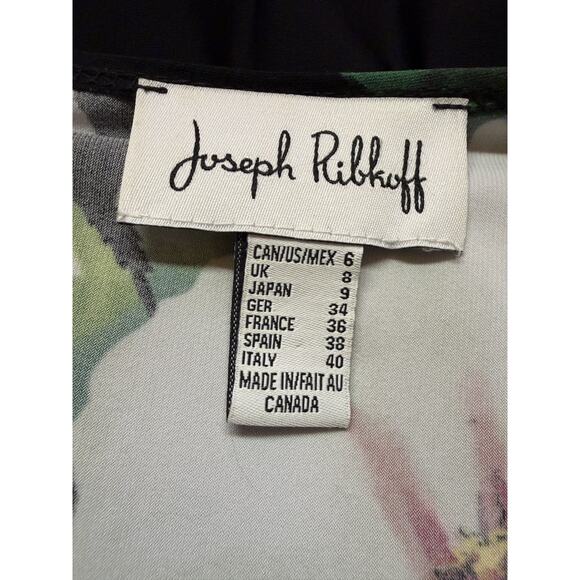 Joseph Ribkoff
CAN/US/MEX 6
UK 8
JAPAN 9
GER 34
FRANCE 36
SPAIN 38
ITALY 40
MADE IN/FAIT AU
CANADA